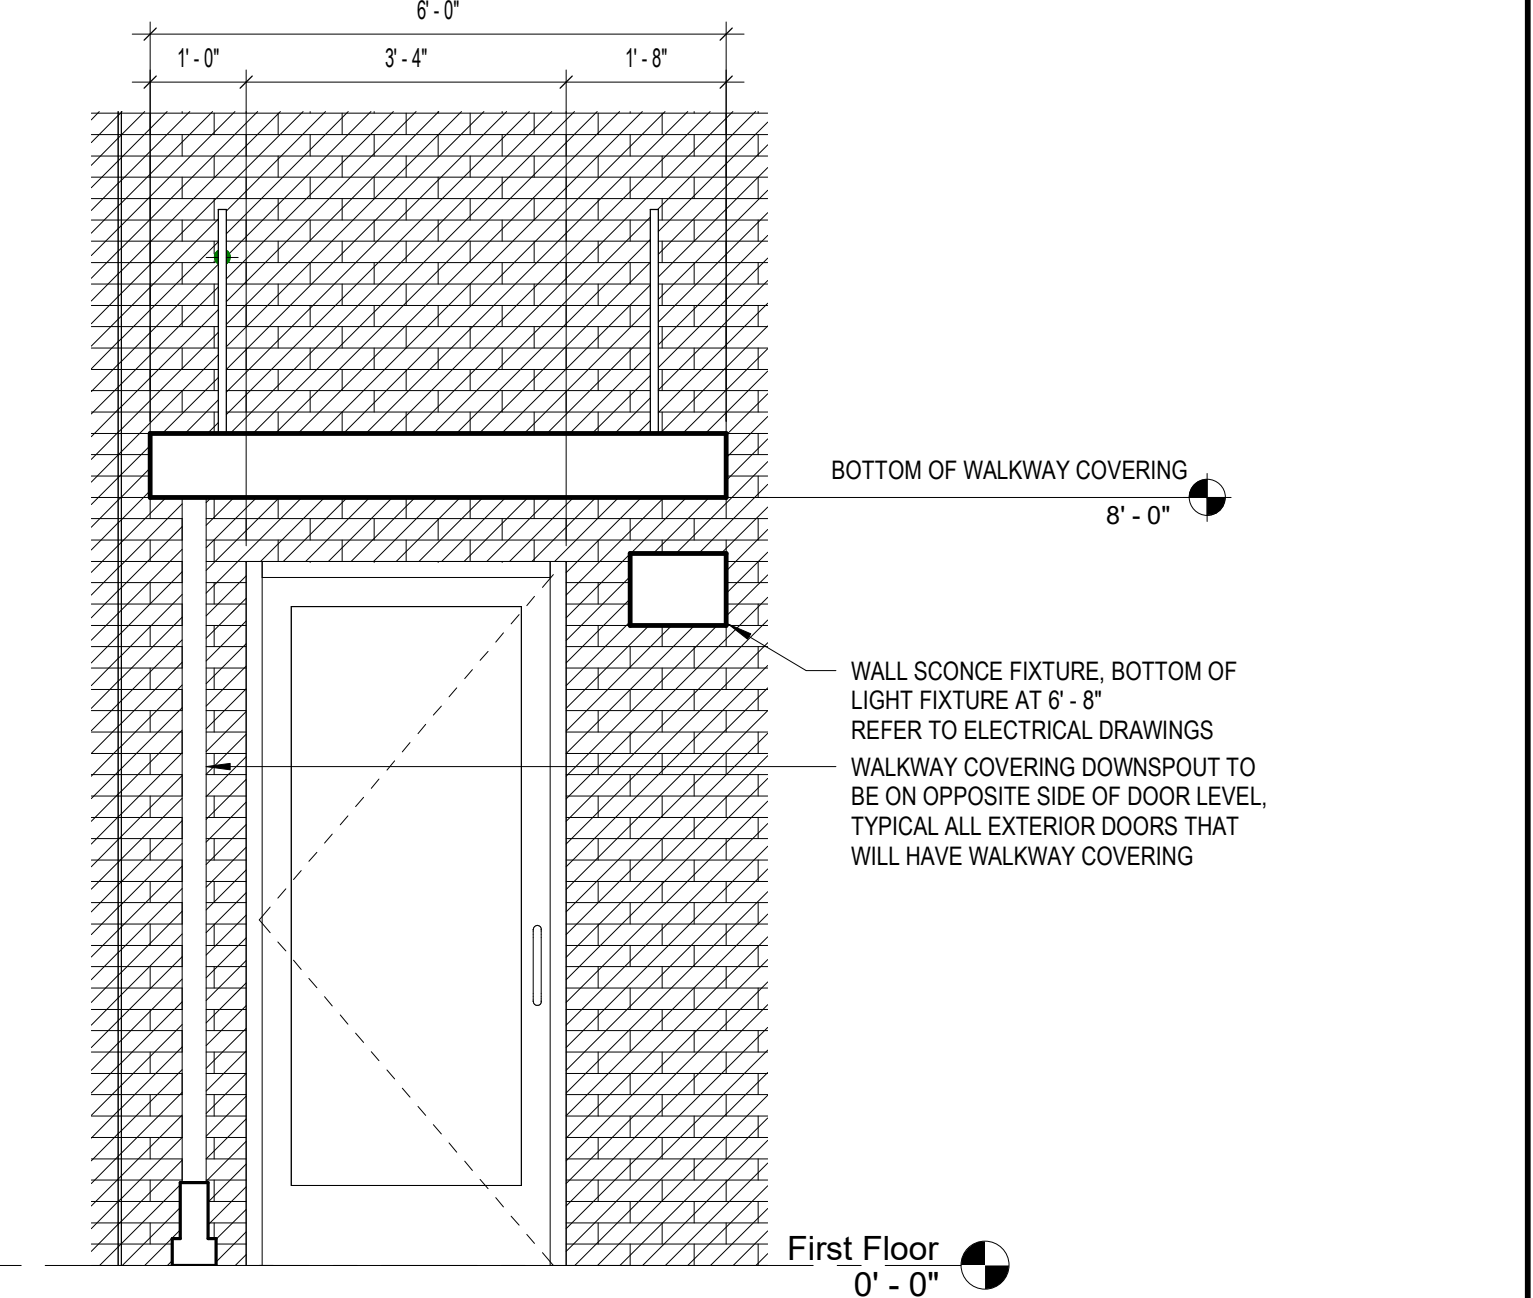 6' - 0"
1' - 0"
3' - 4"
1' - 8"
BOTTOM OF WALKWAY COVERING
8' - 0"
WALL SCONCE FIXTURE, BOTTOM OF
LIGHT FIXTURE AT 6' - 8"
REFER TO ELECTRICAL DRAWINGS
WALKWAY COVERING DOWNSPOUT TO
BE ON OPPOSITE SIDE OF DOOR LEVEL,
TYPICAL ALL EXTERIOR DOORS THAT
WILL HAVE WALKWAY COVERING
First Floor
0' - 0"